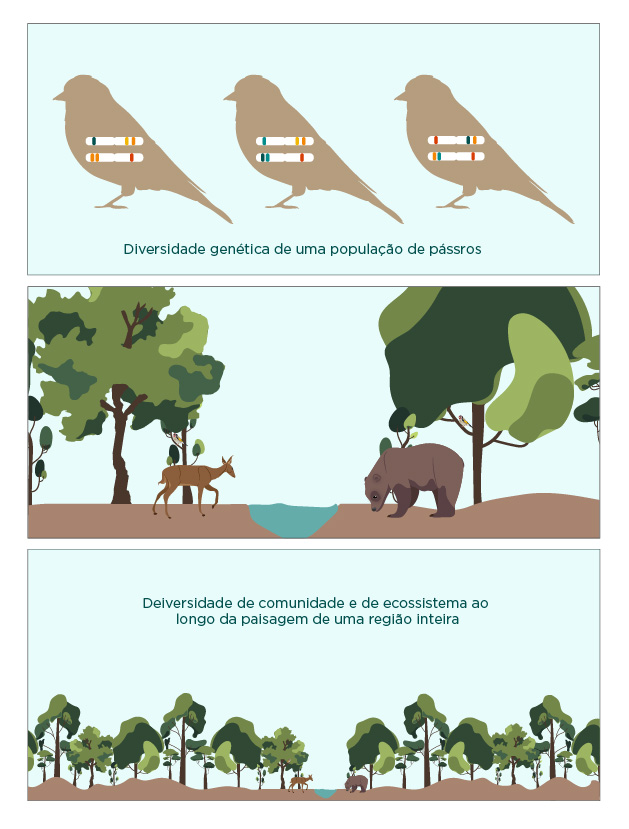 Diversidade genética de uma população de pássros
Deiversidade de comunidade e de ecossistema ao
longo da paisagem de uma região inteira